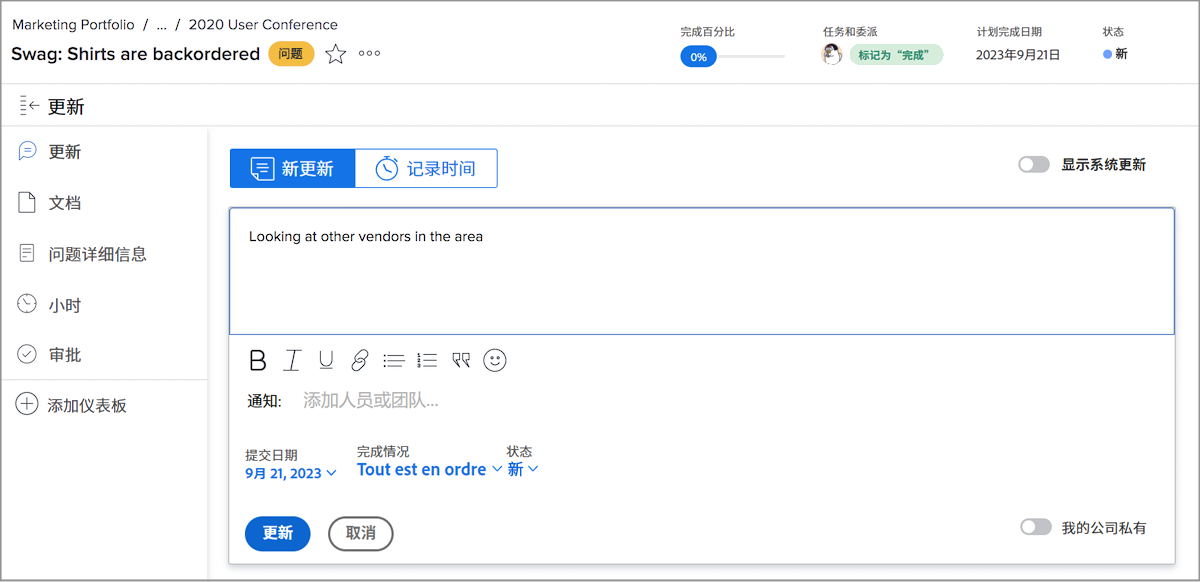 Marketing Portfolio / ... / 2020 User Conference
Swag: Shirts are backordered 问题
完成百分比
0%
任务和委派
标记为“完成”
计划完成日期
2023年9月21日
状态
新
更新
更新
文档
问题详细信息
小时
审批
添加仪表板
新更新 记录时间
显示系统更新
Looking at other vendors in the area
通知: 添加人员或团队...
提交日期 完成情况 状态
9月 21, 2023 Tout est en ordre 新
更新 取消
我的公司私有